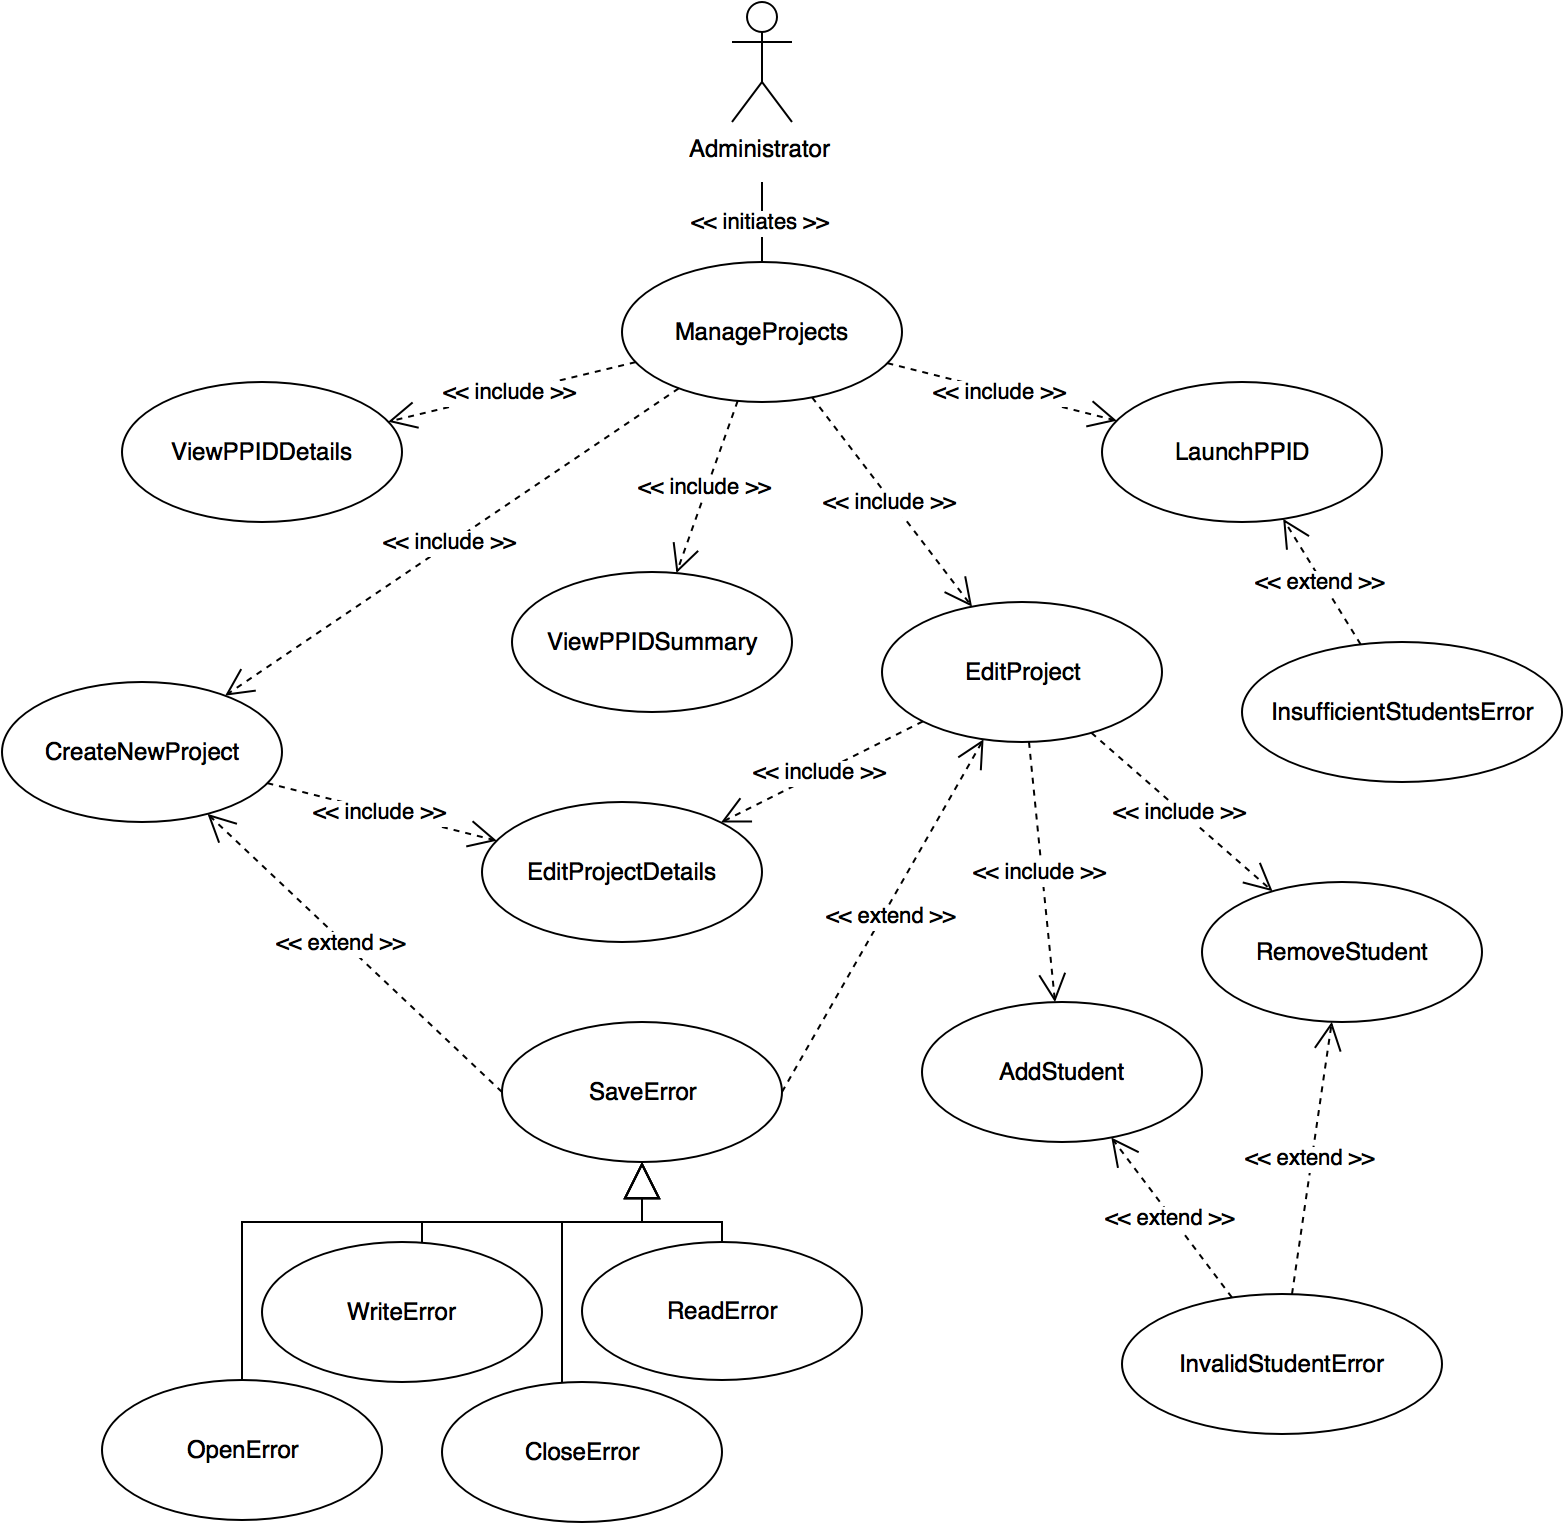 Administrator
<< initiates >>
ManageProjects
<< include >>
<< include >>
ViewPPIDDetails
LaunchPPID
<< include >>
<< include >>
<< include >>
<< extend >>
ViewPPIDSummary
EditProject
InsufficientStudentsError
CreateNewProject
<< include >>
<< include >>
<< include >>
EditProjectDetails
<< include >>
<< extend >>
<< extend >>
RemoveStudent
AddStudent
SaveError
<< extend >>
<< extend >>
WriteError
ReadError
InvalidStudentError
OpenError
CloseError